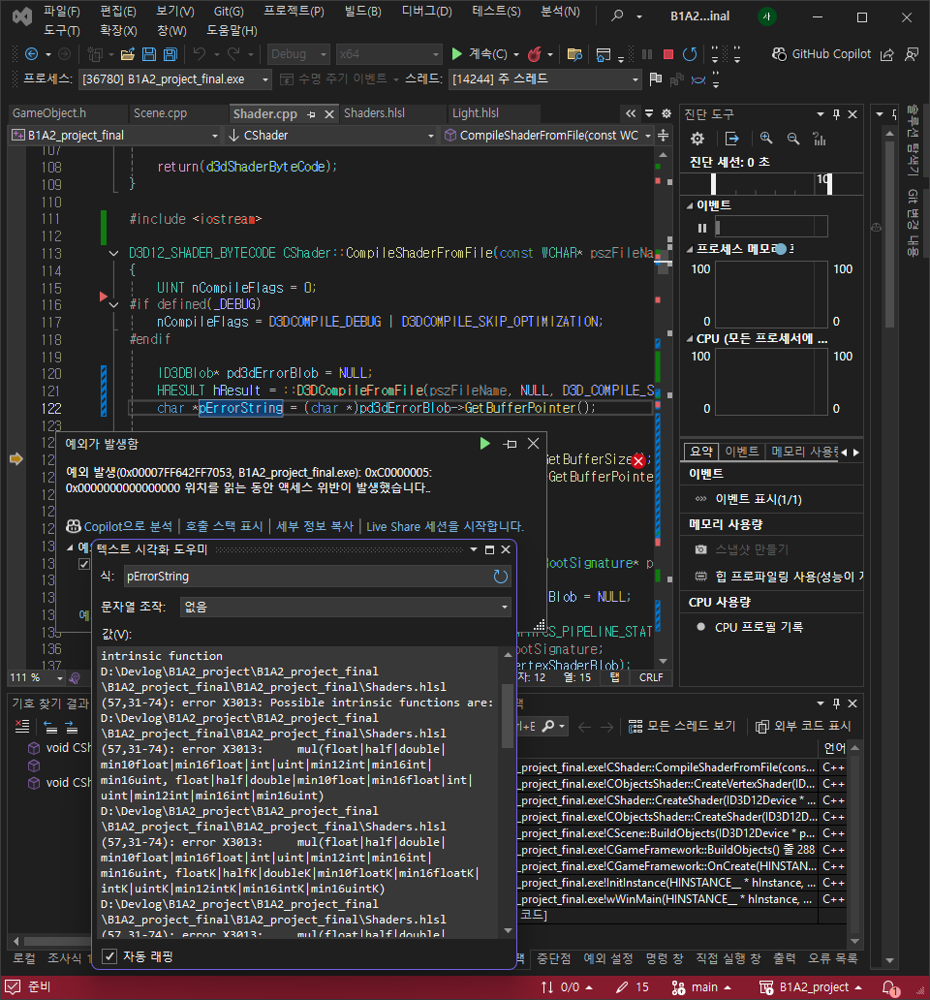 파일(F) 편집(E) 보기(V) Git(G) 프로젝트(P) 빌드(B) 디버그(D) 테스트(S) 분석(N)
도구(T) 확장(X) 창(W) 도움말(H)
B1A2...inal
Debug x64 계속(C) GitHub Copilot
프로세스: [36780] B1A2_project_final.exe 수명 주기 이벤트 스레드: [14244] 주 스레드
GameObject.h Scene.cpp Shader.cpp Shaders.hlsl Light.hlsl
B1A2_project_final CShader CompileShaderFromFile(const WC
107
108 return(d3dShaderByteCode);
109 }
110
111 #include <iostream>
112
113 D3D12_SHADER_BYTECODE CShader::CompileShaderFromFile(const WCHAR* pszFileNa
114 {
115 UINT nCompileFlags = 0;
116 #if defined(_DEBUG)
117 nCompileFlags = D3DCOMPILE_DEBUG | D3DCOMPILE_SKIP_OPTIMIZATION;
118 #endif
119
120 ID3DBlob* pd3dErrorBlob = NULL;
121 HRESULT hResult = ::D3DCompileFromFile(pszFileName, NULL, D3D_COMPILE_S
122 char *pErrorString = (char *)pd3dErrorBlob->GetBufferPointer();
123
GetBufferSize();
>GetBufferPointe
ootSignature* p
Blob = NULL;
PHICS_PIPELINE_STAT
136 ootSignature;
137 ertexShaderBlob);
예외가 발생함
예외 발생(0x00007FF642FF7053, B1A2_project_final.exe): 0xC0000005:
0x0000000000000000 위치를 읽는 동안 액세스 위반이 발생했습니다..
Copilot으로 분석 | 호출 스택 표시 | 세부 정보 복사 | Live Share 세션을 시작합니다.
텍스트 시각화 도우미
식: pErrorString
문자열 조작: 없음
값(V):
intrinsic function
D:\Devlog\B1A2_project\B1A2_project_final
\B1A2_project_final\B1A2_project_final\Shaders.hlsl
(57,31-74): error X3013: Possible intrinsic functions are:
D:\Devlog\B1A2_project\B1A2_project_final
\B1A2_project_final\B1A2_project_final\Shaders.hlsl
(57,31-74): error X3013: mul(float|half|double|
min10float|min16float|int|uint|min12int|min16int|
min16uint, float|half|double|min10float|min16float|int|
uint|min12int|min16int|min16uint)
D:\Devlog\B1A2_project\B1A2_project_final
\B1A2_project_final\B1A2_project_final\Shaders.hlsl
(57,31-74): error X3013: mul(float|half|double|
min10float|min16float|int|uint|min12int|min16int|
min16uint, floatK|halfK|doubleK|min10floatK|min16floatK|
intK|uintK|min12intK|min16intK|min16uintK)
D:\Devlog\B1A2_project\B1A2_project_final
\B1A2_project_final\B1A2_project_final\Shaders.hlsl
(57,31-74): error X3013: mul(float|half|double|
자동 래핑
111 % 자: 12 열: 15 탭 CRLF
진단 도구
진단 세션: 0 초
10
이벤트
프로세스 메모리
100 100
0 0
CPU (모든 프로세서에 ...
100 100
0 0
요약 이벤트 메모리 사용량
이벤트
이벤트 표시(1/1)
메모리 사용량
스냅샷 만들기
힙 프로파일링 사용(성능이
CPU 사용량
CPU 프로필 기록
솔루션 탐색기
Git 변경 내용
기호 찾기 결과
void CSh
void CSh
rl+E 모든 스레드 보기 외부 코드 표시
언어
_project_final.exe!CShader::CompileShaderFromFile(cons... C++
_project_final.exe!CObjectsShader::CreateVertexShader(ID... C++
_project_final.exe!CShader::CreateShader(ID3D12Device * ... C++
_project_final.exe!CObjectsShader::CreateShader(ID3D12D... C++
_project_final.exe!CScene::BuildObjects(ID3D12Device * p... C++
_project_final.exe!CGameFramework::BuildObjects() 줄 288 C++
_project_final.exe!CGameFramework::OnCreate(HINSTAN... C++
_project_final.exe!InitInstance(HINSTANCE__ * hInstance, ... C++
_project_final.exe!wWinMain(HINSTANCE__ * hInstance, ... C++
코드]
로컬 조사식 1 중단점 예외 설정 명령 창 직접 실행 창 출력 오류 목록
준비 0/0 15 main B1A2_project 1